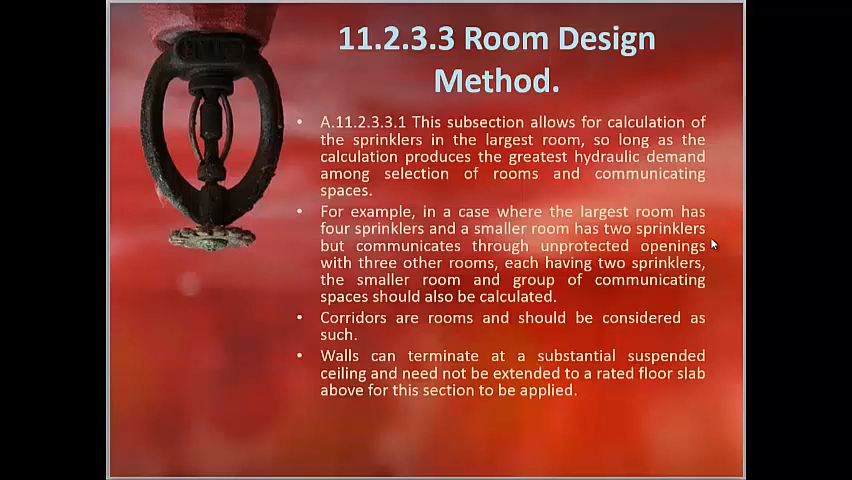 11.2.3.3 Room Design
Method.
• A.11.2.3.3.1 This subsection allows for calculation of
the sprinklers in the largest room, so long as the
calculation produces the greatest hydraulic demand
among selection of rooms and communicating
spaces.
• For example, in a case where the largest room has
four sprinklers and a smaller room has two sprinklers
but communicates through unprotected openings
with three other rooms, each having two sprinklers,
the smaller room and group of communicating
spaces should also be calculated.
• Corridors are rooms and should be considered as
such.
• Walls can terminate at a substantial suspended
ceiling and need not be extended to a rated floor slab
above for this section to be applied.